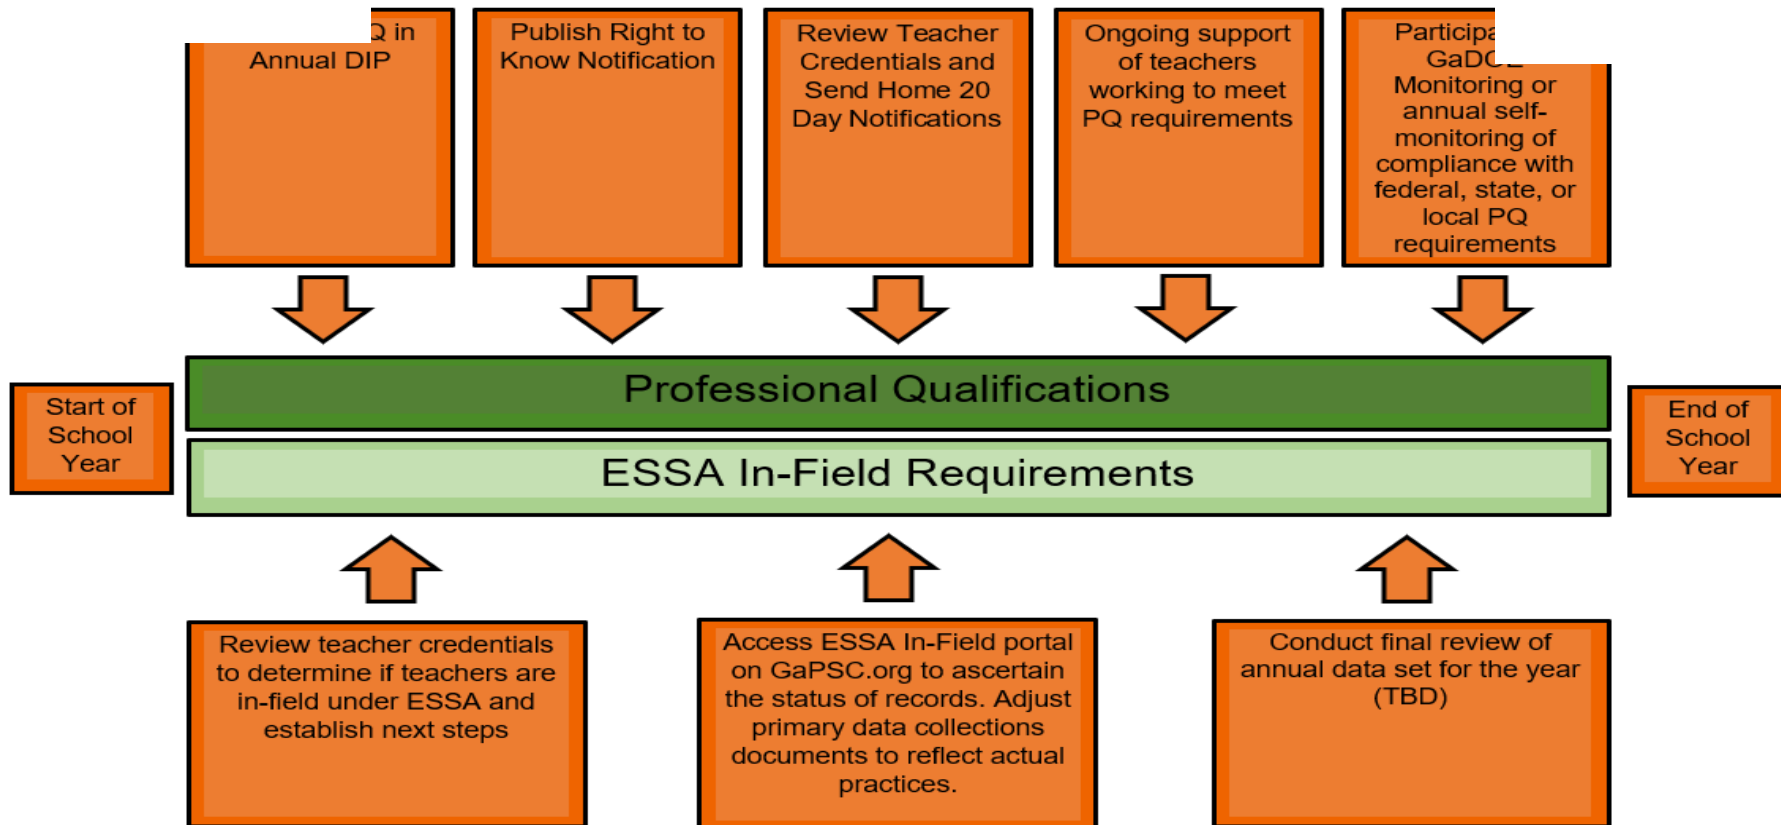 in
Annual DIP
Publish Right to
Know Notification
Review Teacher
Credentials and
Send Home 20
Day Notifications
Ongoing support
of teachers
working to meet
PQ requirements
GaDOE
Monitoring or
annual self-
monitoring of
compliance with
federal, state, or
local PQ
requirements
Start of
School
Year
Professional Qualifications
ESSA In-Field Requirements
End of
School
Year
Review teacher credentials
to determine if teachers are
in-field under ESSA and
establish next steps
Access ESSA In-Field portal
on GaPSC.org to ascertain
the status of records. Adjust
primary data collections
documents to reflect actual
practices.
Conduct final review of
annual data set for the year
(TBD)